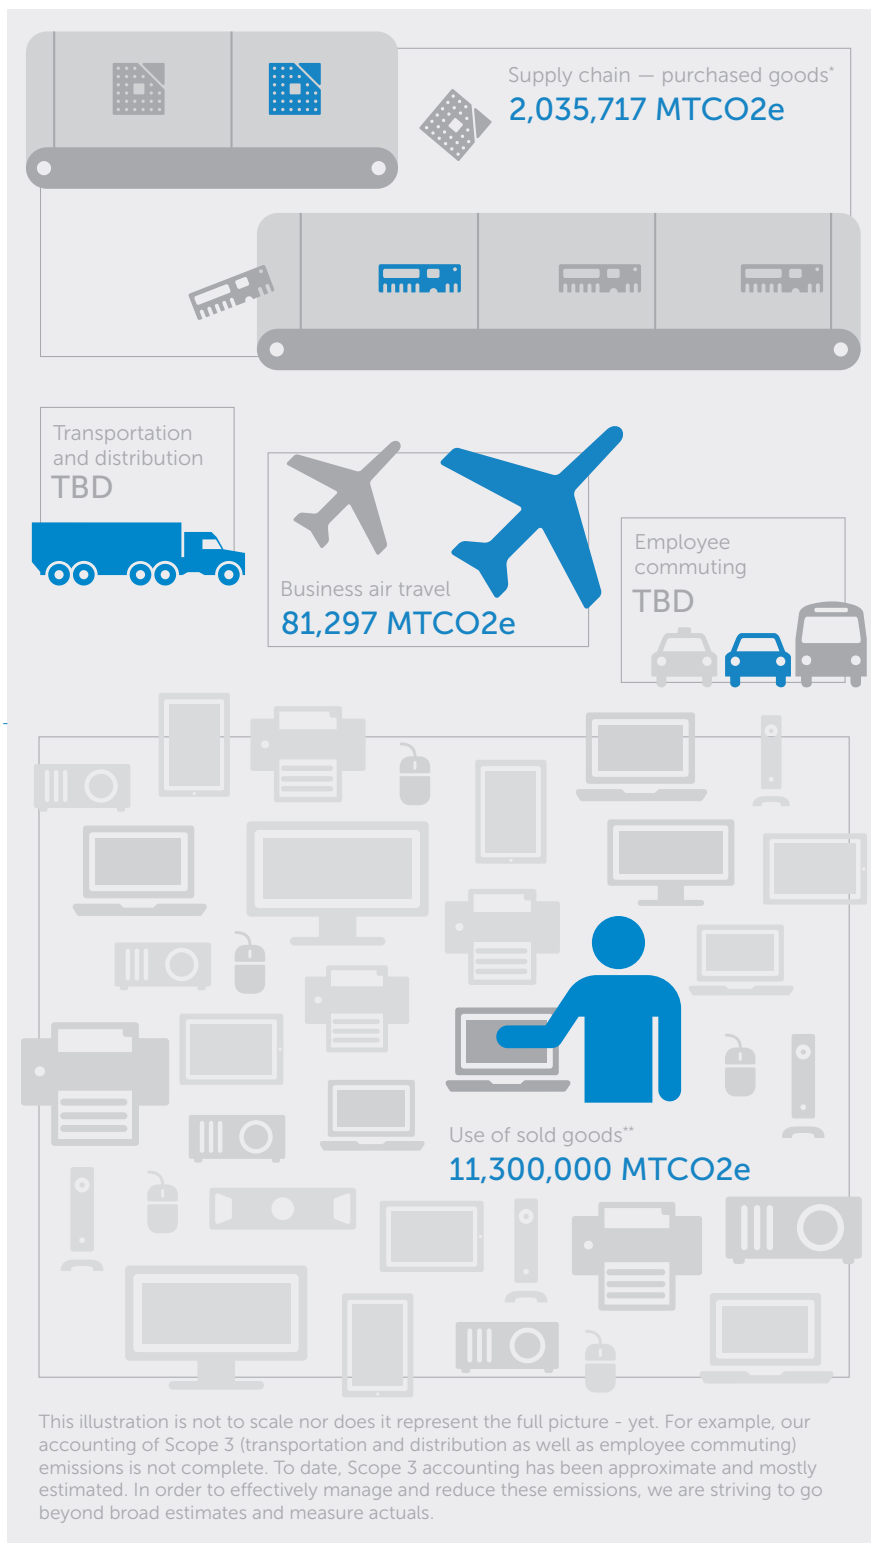 Supply chain — purchased goods*
2,035,717 MTCO2e
Transportation
and distribution
TBD
Business air travel
81,297 MTCO2e
Employee
commuting
TBD
Use of sold goods**
11,300,000 MTCO2e
This illustration is not to scale nor does it represent the full picture - yet. For example, our
accounting of Scope 3 (transportation and distribution as well as employee commuting)
emissions is not complete. To date, Scope 3 accounting has been approximate and mostly
estimated. In order to effectively manage and reduce these emissions, we are striving to go
beyond broad estimates and measure actuals.